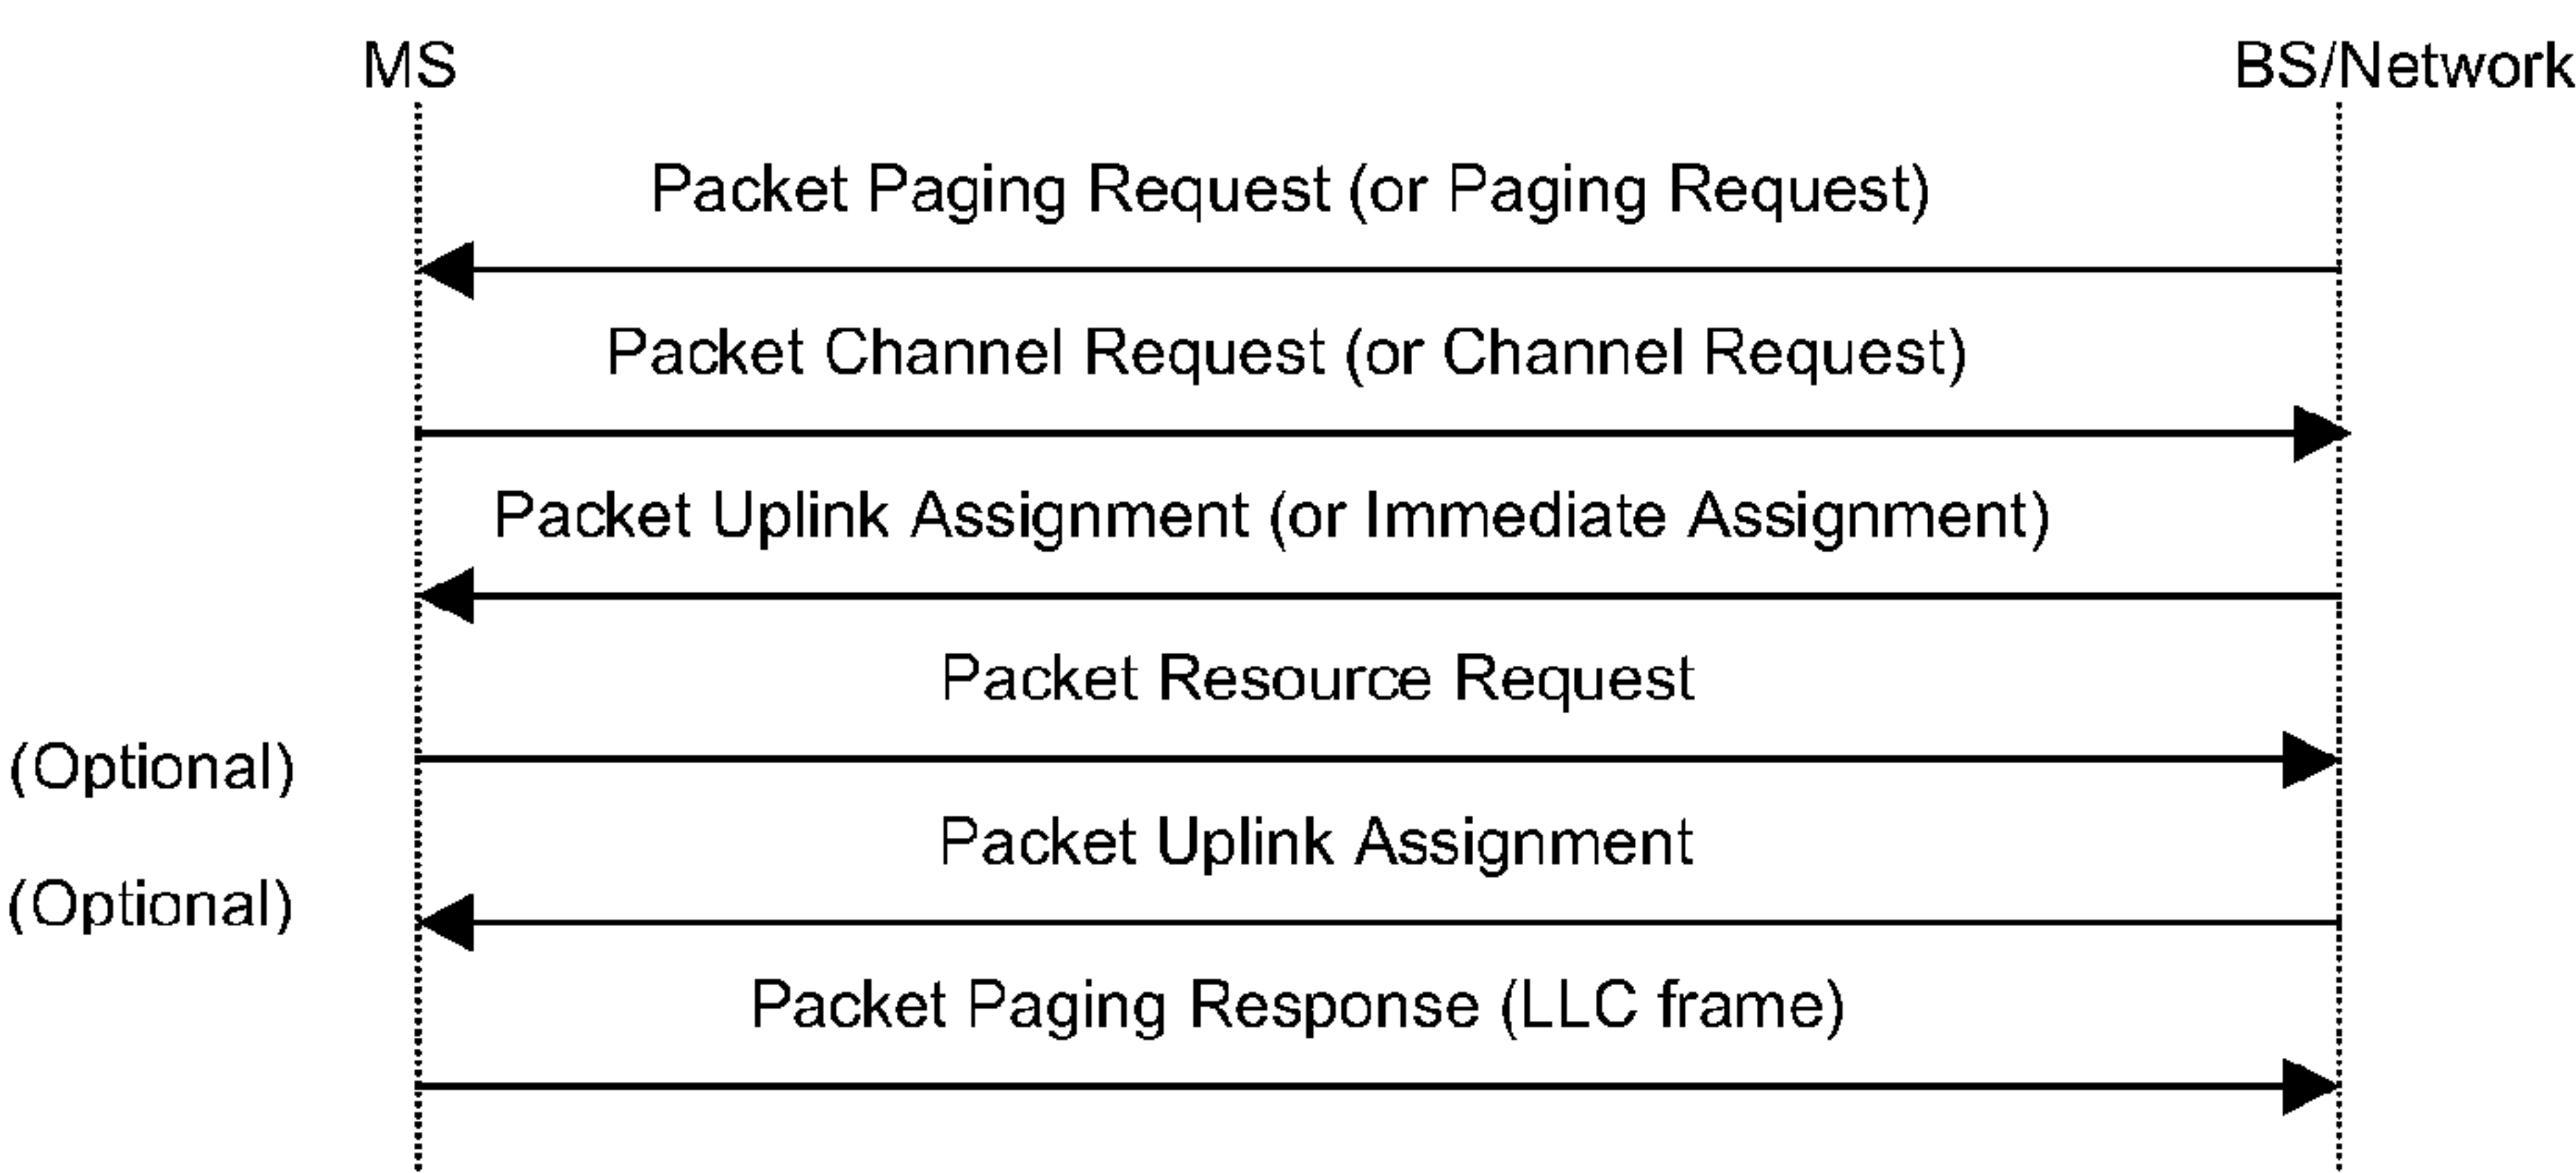 MS
BS/Network
Packet Paging Request (or Paging Request)
Packet Channel Request (or Channel Request)
Packet Uplink Assignment (or Immediate Assignment)
Packet Resource Request
(Optional)
Packet Uplink Assignment
(Optional)
Packet Paging Response (LLC frame)